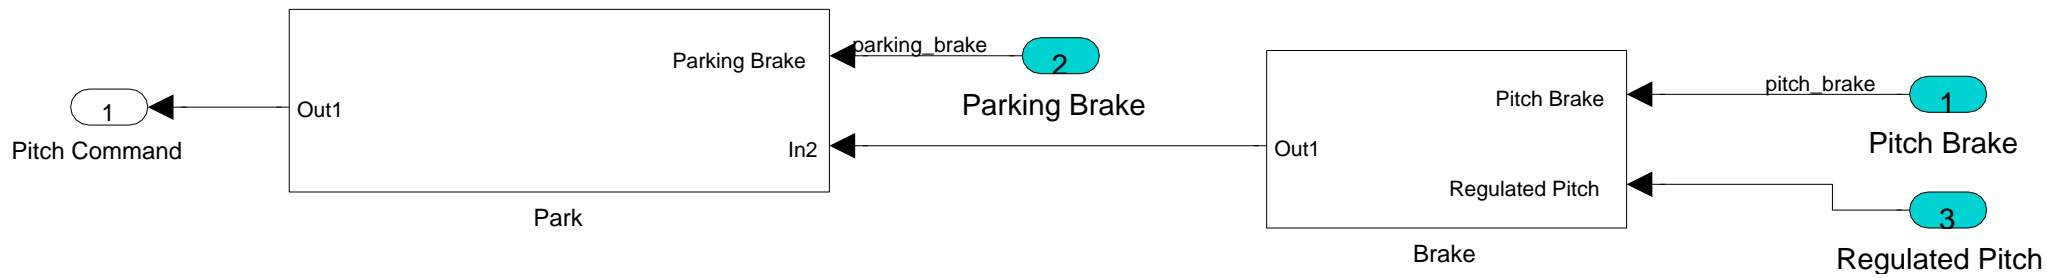 parking_brake
2
Parking Brake
Parking Brake
1
Pitch Command
Out1
In2
Park
pitch_brake
1
Pitch Brake
Pitch Brake
Out1
Regulated Pitch
3
Regulated Pitch
Brake